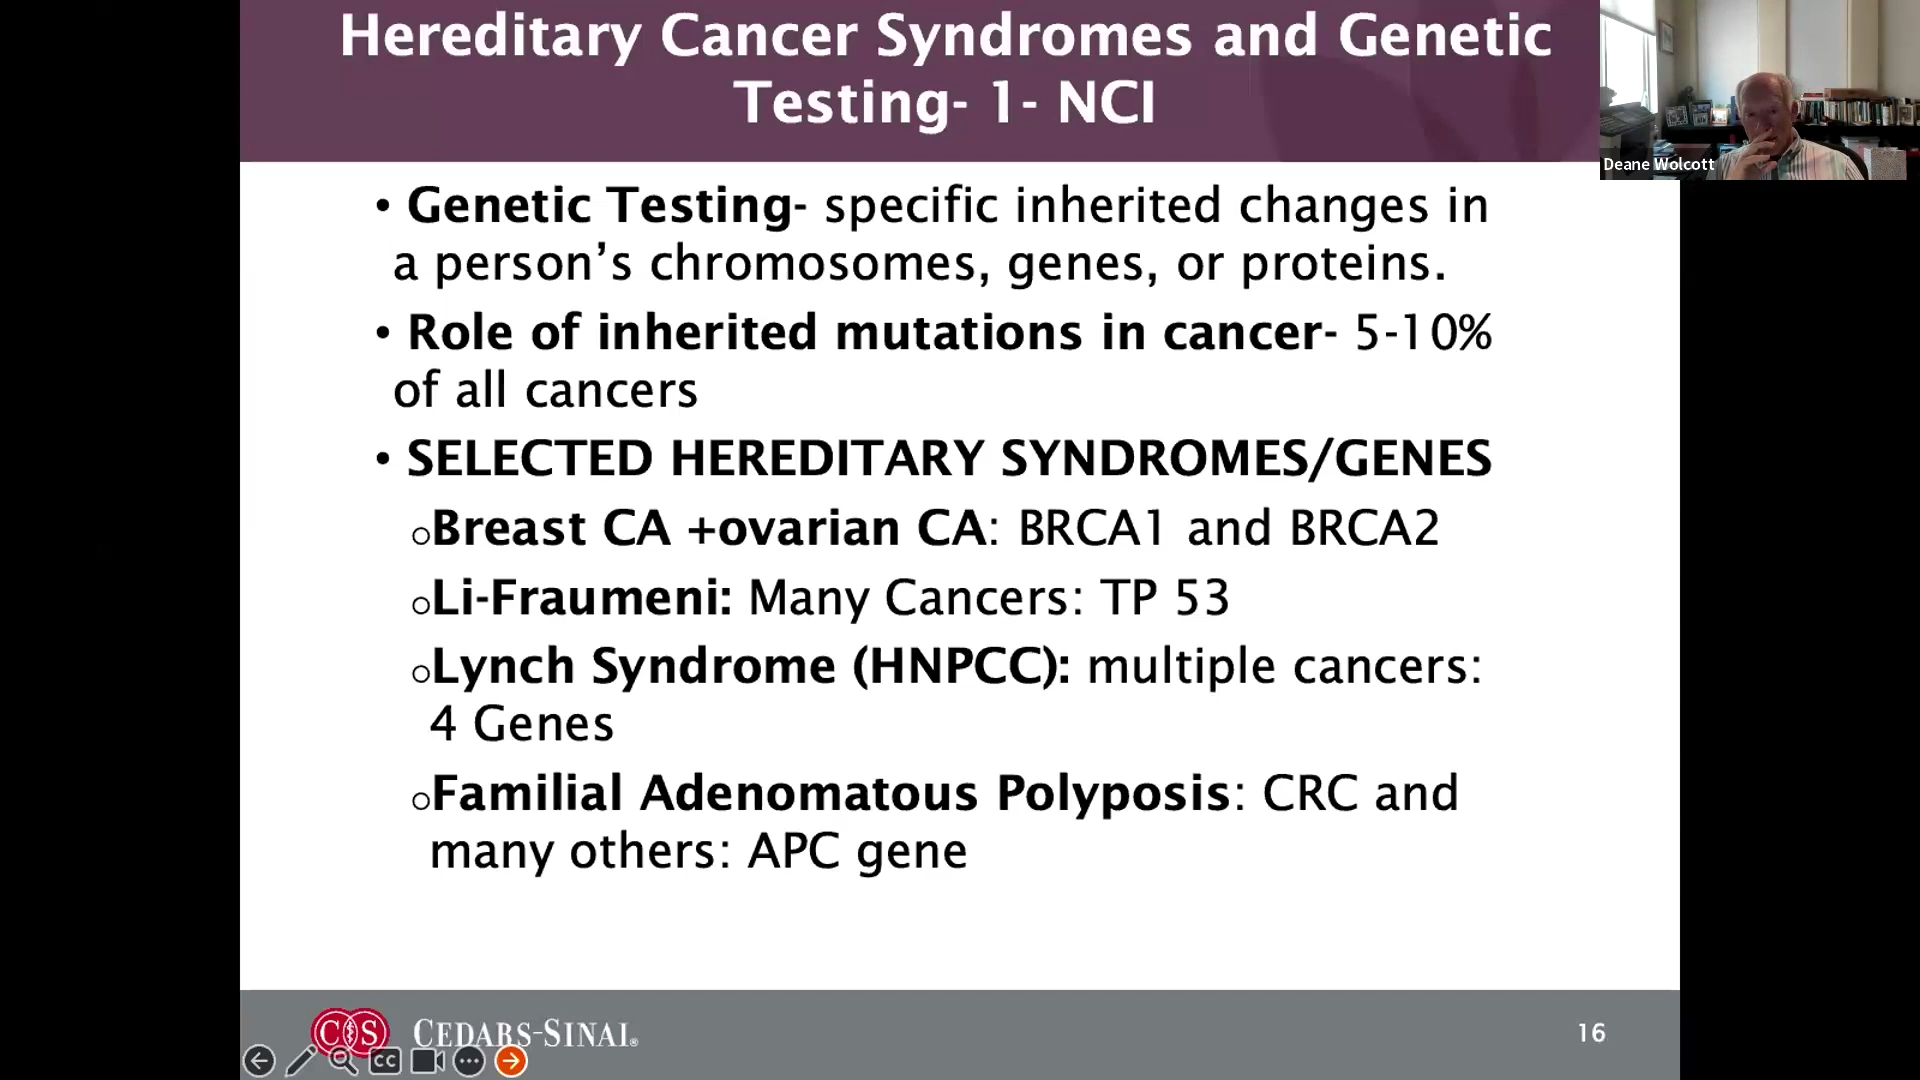 Hereditary Cancer Syndromes and Genetic
Testing- 1- NCI
Deane Wolcott
• Genetic Testing- specific inherited changes in
a person’s chromosomes, genes, or proteins.
• Role of inherited mutations in cancer- 5-10%
of all cancers
• SELECTED HEREDITARY SYNDROMES/GENES
○Breast CA +ovarian CA: BRCA1 and BRCA2
○Li-Fraumeni: Many Cancers: TP 53
○Lynch Syndrome (HNPCC): multiple cancers:
4 Genes
○Familial Adenomatous Polyposis: CRC and
many others: APC gene
CS CEDARS-SINAI®
16
CC